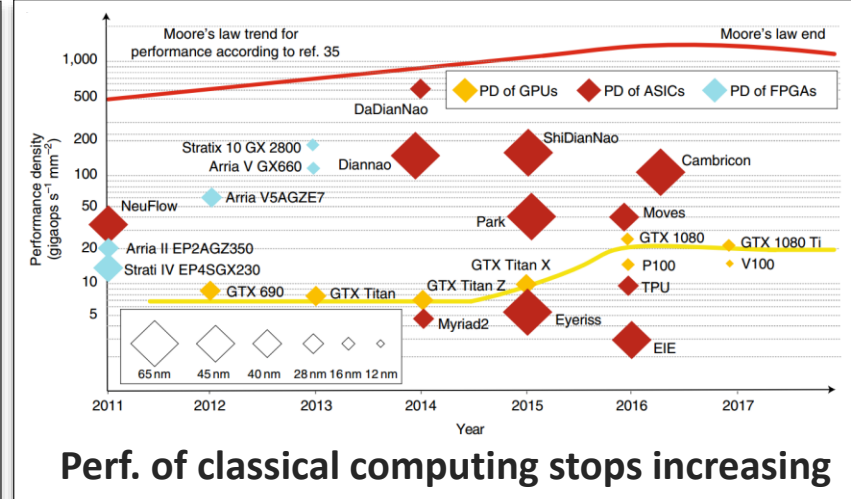 Moore's law trend for
performance according to ref. 35
Moore's law end
PD of GPUs
PD of ASICs
PD of FPGAs
Performance density
(gigaops s⁻¹ mm⁻²)
1,000
500
200
100
50
20
10
5
DaDianNao
Stratix 10 GX 2800
Arria V GX660
Diannao
ShiDianNao
Cambricon
Arria V5AGZE7
NeuFlow
Park
Moves
GTX 1080
GTX 1080 Ti
Arria II EP2AGZ350
Strati IV EP4SGX230
GTX Titan X
P100
V100
GTX 690
GTX Titan
GTX Titan Z
TPU
Myriad2
Eyeriss
EIE
65 nm
45 nm
40 nm
28 nm
16 nm
12 nm
2011
2012
2013
2014
2015
2016
2017
Year
Perf. of classical computing stops increasing